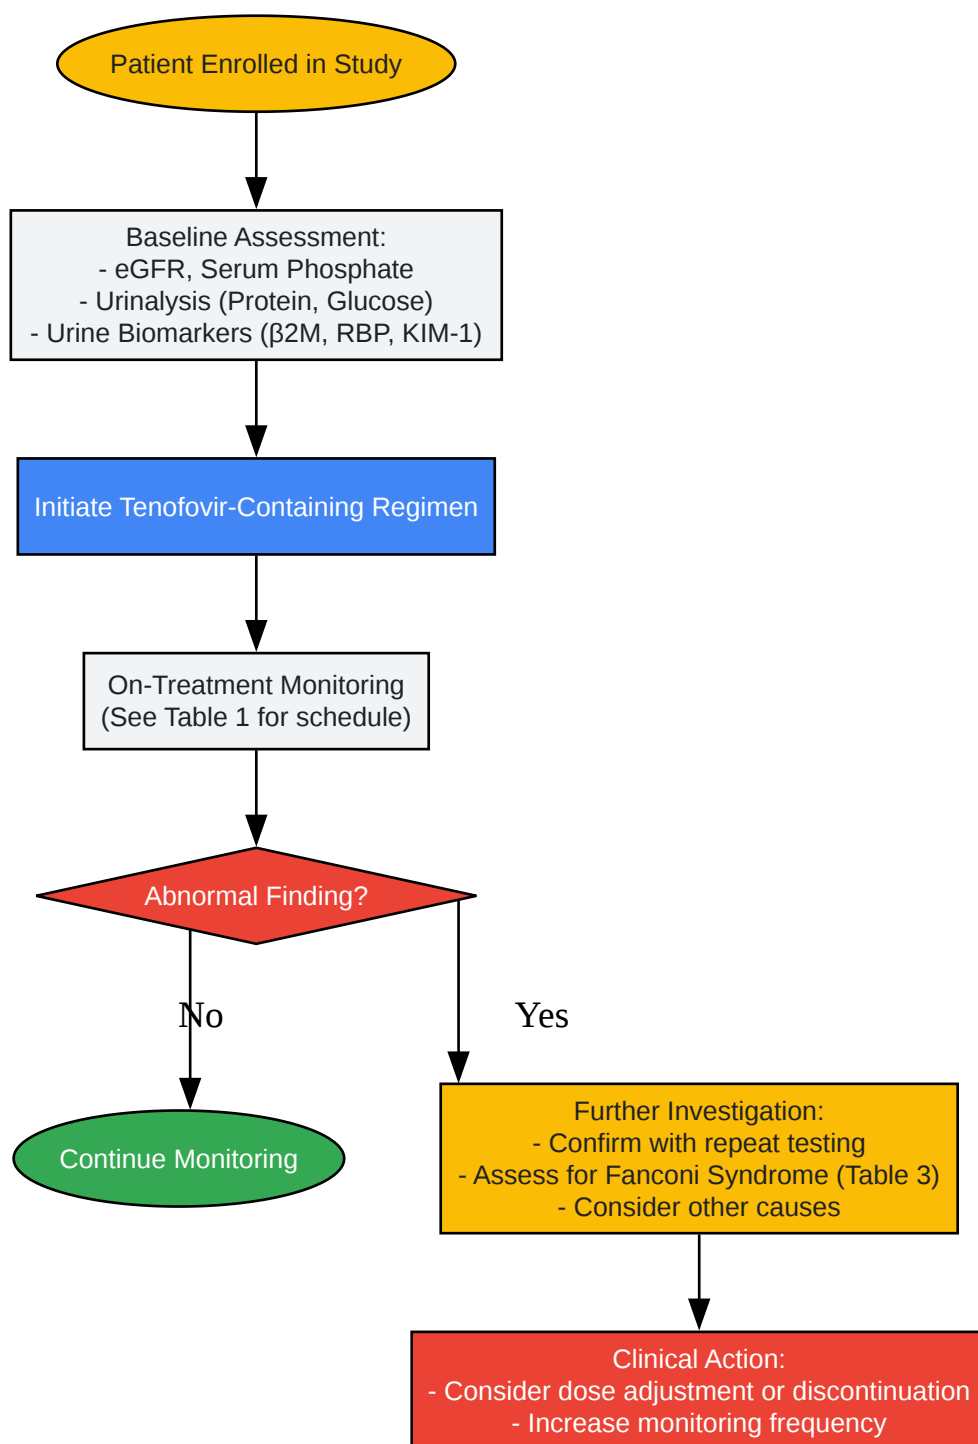 Patient Enrolled in Study
Baseline Assessment:
- eGFR, Serum Phosphate
- Urinalysis (Protein, Glucose)
- Urine Biomarkers (β2M, RBP, KIM-1)
Initiate Tenofovir-Containing Regimen
On-Treatment Monitoring
(See Table 1 for schedule)
Abnormal Finding?
No
Yes
Continue Monitoring
Further Investigation:
- Confirm with repeat testing
- Assess for Fanconi Syndrome (Table 3)
- Consider other causes
Clinical Action:
- Consider dose adjustment or discontinuation
- Increase monitoring frequency